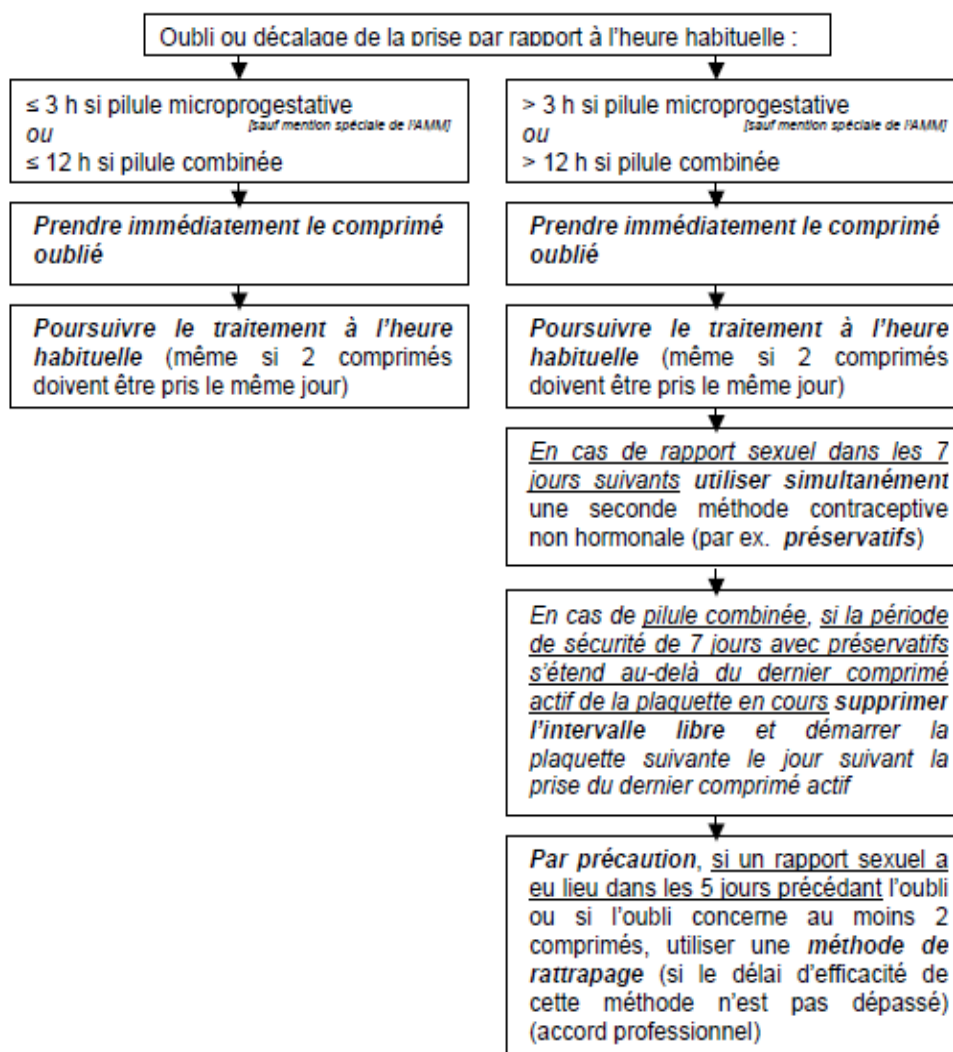 Oubli ou décalage de la prise par rapport à l'heure habituelle :
≤ 3 h si pilule microprogestative
[sauf mention spéciale de l'AMM]
ou
≤ 12 h si pilule combinée
Prendre immédiatement le comprimé
oublié
Poursuivre le traitement à l'heure
habituelle (même si 2 comprimés
doivent être pris le même jour)
> 3 h si pilule microprogestative
[sauf mention spéciale de l'AMM]
ou
> 12 h si pilule combinée
Prendre immédiatement le comprimé
oublié
Poursuivre le traitement à l'heure
habituelle (même si 2 comprimés
doivent être pris le même jour)
En cas de rapport sexuel dans les 7
jours suivants utiliser simultanément
une seconde méthode contraceptive
non hormonale (par ex. préservatifs)
En cas de pilule combinée, si la période
de sécurité de 7 jours avec préservatifs
s'étend au-delà du dernier comprimé
actif de la plaquette en cours supprimer
l'intervalle libre et démarrer la
plaquette suivante le jour suivant la
prise du dernier comprimé actif
Par précaution, si un rapport sexuel a
eu lieu dans les 5 jours précédant l'oubli
ou si l'oubli concerne au moins 2
comprimés, utiliser une méthode de
rattrapage (si le délai d'efficacité de
cette méthode n'est pas dépassé)
(accord professionnel)